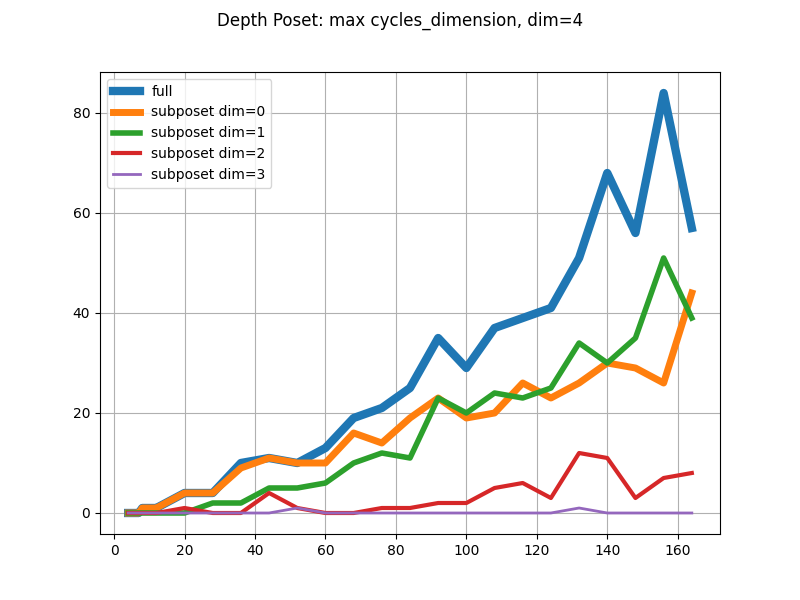 Depth Poset: max cycles_dimension, dim=4
full
subposet dim=0
subposet dim=1
subposet dim=2
subposet dim=3
80
60
40
20
0
0 20 40 60 80 100 120 140 160